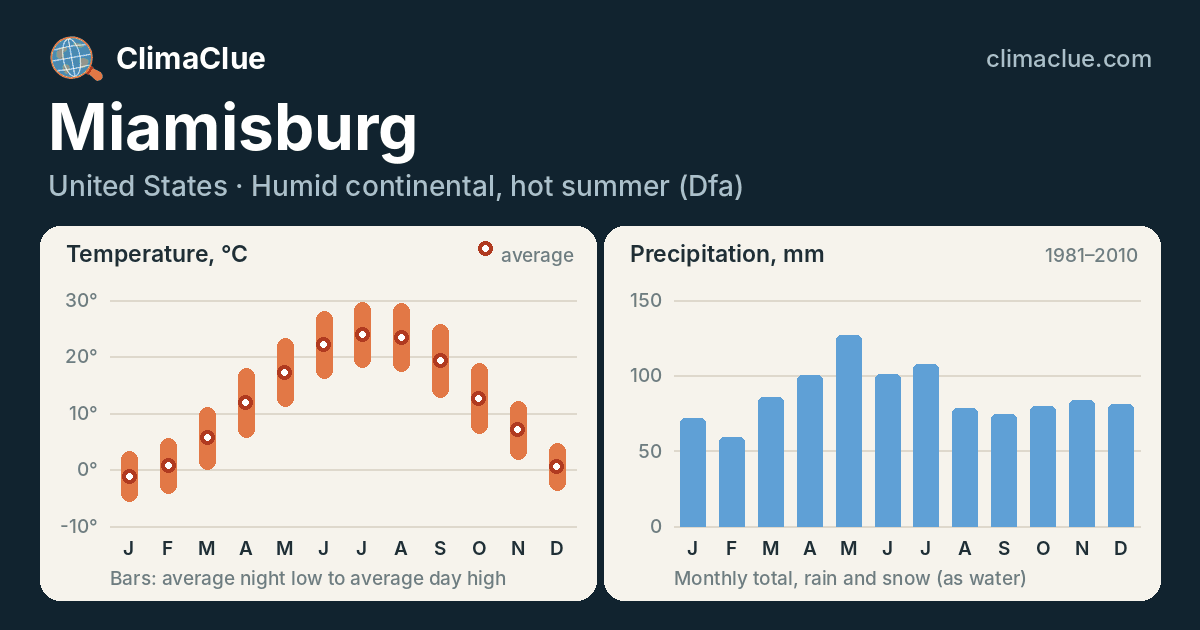 ClimaClue
climaclue.com
Miamisburg
United States · Humid continental, hot summer (Dfa)
Temperature, °C
average
30°
20°
10°
0°
-10°
J F M A M J J A S O N D
Bars: average night low to average day high
Precipitation, mm
1981–2010
150
100
50
0
J F M A M J J A S O N D
Monthly total, rain and snow (as water)